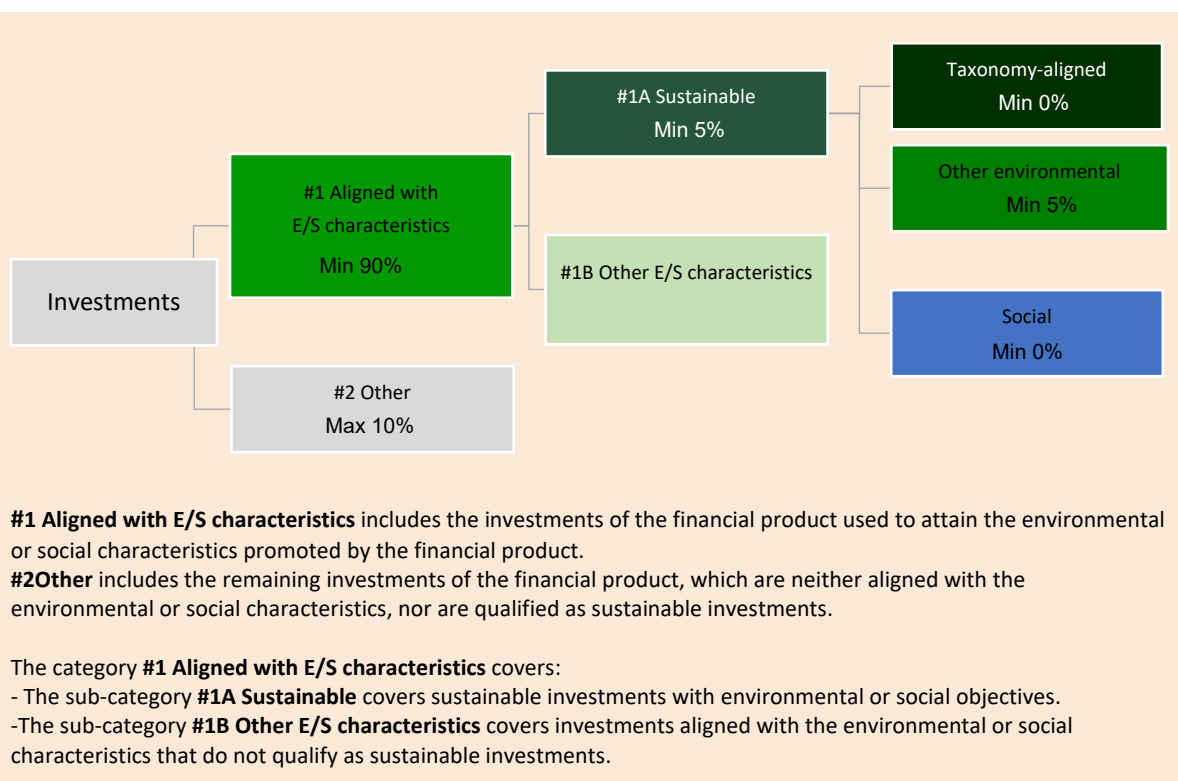 Investments
#1 Aligned with
E/S characteristics
Min 90%
#2 Other
Max 10%
#1A Sustainable
Min 5%
#1B Other E/S characteristics
Taxonomy-aligned
Min 0%
Other environmental
Min 5%
Social
Min 0%
#1 Aligned with E/S characteristics includes the investments of the financial product used to attain the environmental
or social characteristics promoted by the financial product.
#2Other includes the remaining investments of the financial product, which are neither aligned with the
environmental or social characteristics, nor are qualified as sustainable investments.
The category #1 Aligned with E/S characteristics covers:
- The sub-category #1A Sustainable covers sustainable investments with environmental or social objectives.
-The sub-category #1B Other E/S characteristics covers investments aligned with the environmental or social
characteristics that do not qualify as sustainable investments.